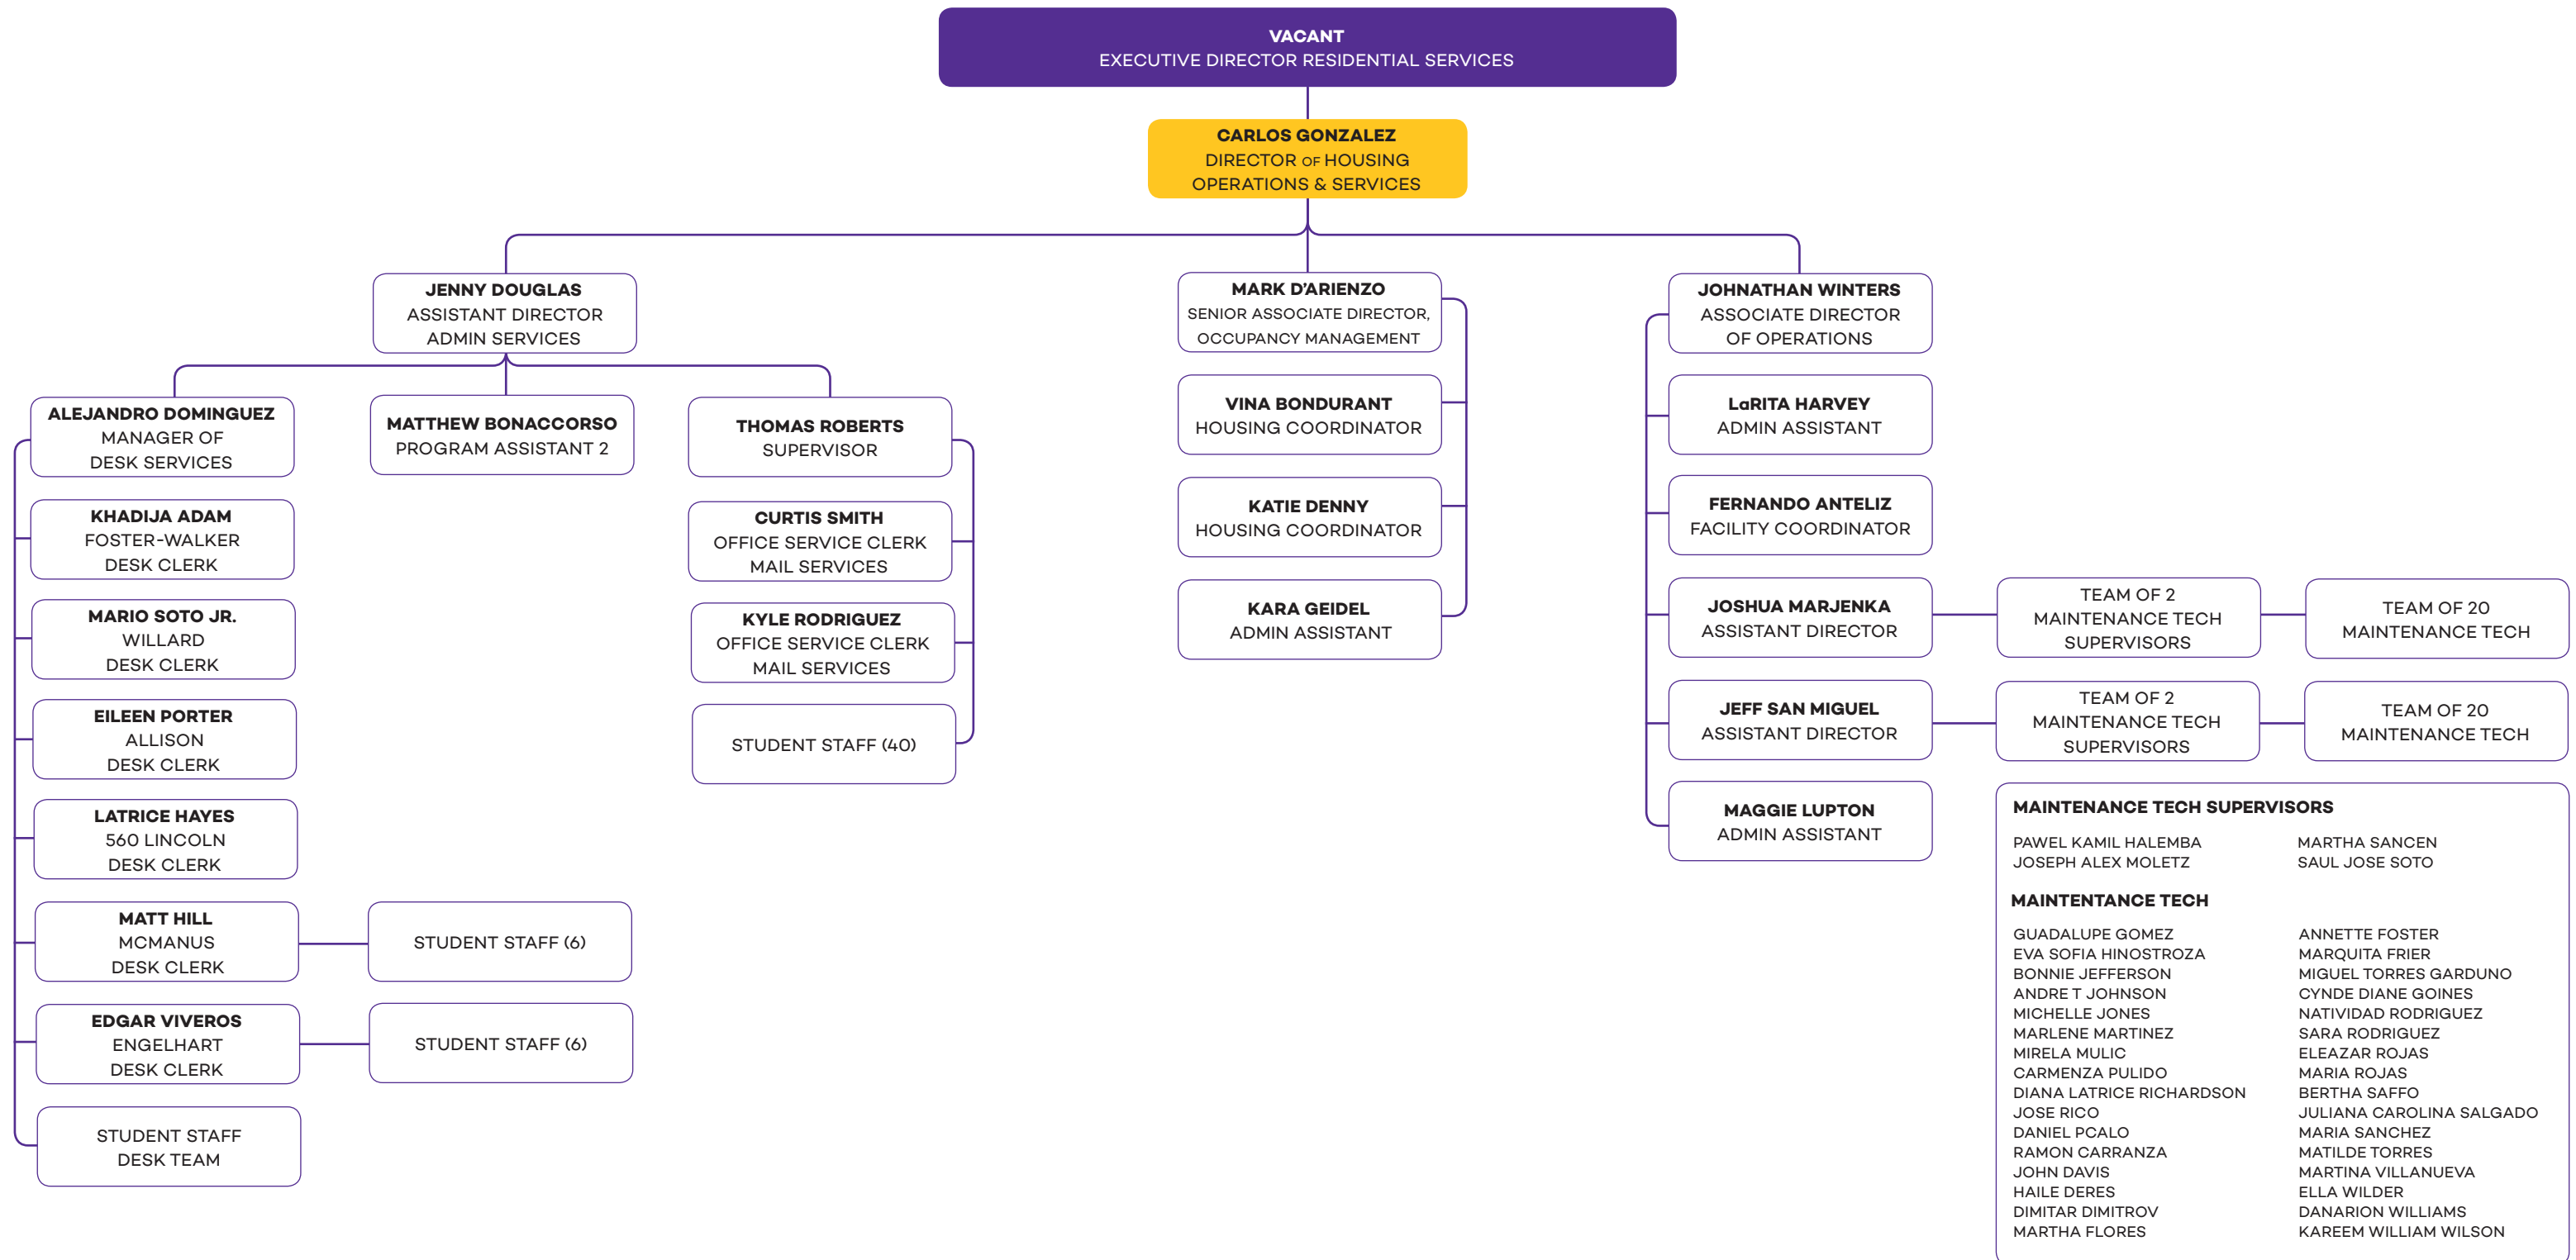 VACANT
EXECUTIVE DIRECTOR RESIDENTIAL SERVICES
CARLOS GONZALEZ
DIRECTOR OF HOUSING
OPERATIONS & SERVICES
JENNY DOUGLAS
ASSISTANT DIRECTOR
ADMIN SERVICES
ALEJANDRO DOMINGUEZ
MANAGER OF
DESK SERVICES
KHADIJA ADAM
FOSTER-WALKER
DESK CLERK
MARIO SOTO JR.
WILLARD
DESK CLERK
EILEEN PORTER
ALLISON
DESK CLERK
LATRICE HAYES
560 LINCOLN
DESK CLERK
MATT HILL
MCMANUS
DESK CLERK
STUDENT STAFF (6)
EDGAR VIVEROS
ENGELHART
DESK CLERK
STUDENT STAFF (6)
STUDENT STAFF
DESK TEAM
MATTHEW BONACCORSO
PROGRAM ASSISTANT 2
THOMAS ROBERTS
SUPERVISOR
CURTIS SMITH
OFFICE SERVICE CLERK
MAIL SERVICES
KYLE RODRIGUEZ
OFFICE SERVICE CLERK
MAIL SERVICES
STUDENT STAFF (40)
MARK D’ARIENZO
SENIOR ASSOCIATE DIRECTOR,
OCCUPANCY MANAGEMENT
VINA BONDURANT
HOUSING COORDINATOR
KATIE DENNY
HOUSING COORDINATOR
KARA GEIDEL
ADMIN ASSISTANT
JOHNATHAN WINTERS
ASSOCIATE DIRECTOR
OF OPERATIONS
LaRITA HARVEY
ADMIN ASSISTANT
FERNANDO ANTELIZ
FACILITY COORDINATOR
JOSHUA MARJENKA
ASSISTANT DIRECTOR
TEAM OF 2
MAINTENANCE TECH
SUPERVISORS
TEAM OF 20
MAINTENANCE TECH
JEFF SAN MIGUEL
ASSISTANT DIRECTOR
TEAM OF 2
MAINTENANCE TECH
SUPERVISORS
TEAM OF 20
MAINTENANCE TECH
MAGGIE LUPTON
ADMIN ASSISTANT
MAINTENANCE TECH SUPERVISORS
PAWEL KAMIL HALEMBA
JOSEPH ALEX MOLETZ
MARTHA SANCEN
SAUL JOSE SOTO
MAINTENTANCE TECH
GUADALUPE GOMEZ
EVA SOFIA HINOSTROZA
BONNIE JEFFERSON
ANDRE T JOHNSON
MICHELLE JONES
MARLENE MARTINEZ
MIRELA MULIC
CARMENZA PULIDO
DIANA LATRICE RICHARDSON
JOSE RICO
DANIEL PCALO
RAMON CARRANZA
JOHN DAVIS
HAILE DERES
DIMITAR DIMITROV
MARTHA FLORES
ANNETTE FOSTER
MARQUITA FRIER
MIGUEL TORRES GARDUNO
CYNDE DIANE GOINES
NATIVIDAD RODRIGUEZ
SARA RODRIGUEZ
ELEAZAR ROJAS
MARIA ROJAS
BERTHA SAFFO
JULIANA CAROLINA SALGADO
MARIA SANCHEZ
MATILDE TORRES
MARTINA VILLANUEVA
ELLA WILDER
DANARION WILLIAMS
KAREEM WILLIAM WILSON